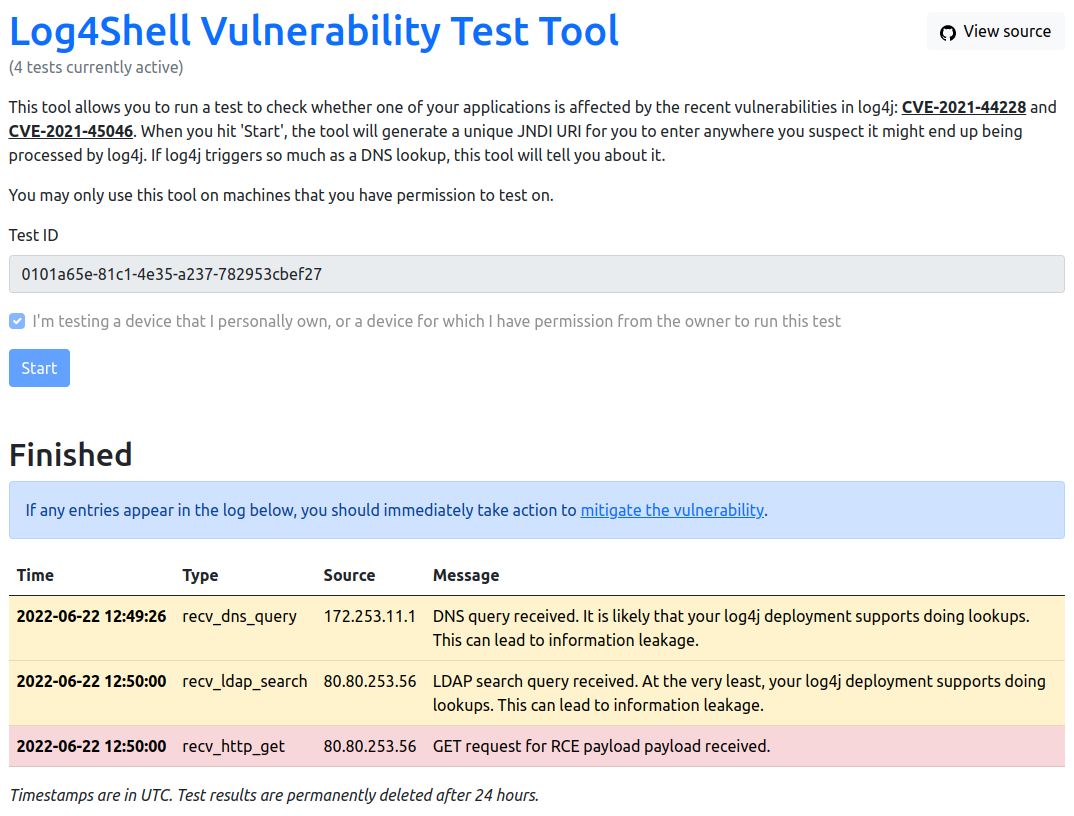 Log4Shell Vulnerability Test Tool
View source
(4 tests currently active)
This tool allows you to run a test to check whether one of your applications is affected by the recent vulnerabilities in log4j: CVE-2021-44228 and
CVE-2021-45046. When you hit 'Start', the tool will generate a unique JNDI URI for you to enter anywhere you suspect it might end up being
processed by log4j. If log4j triggers so much as a DNS lookup, this tool will tell you about it.
You may only use this tool on machines that you have permission to test on.
Test ID
0101a65e-81c1-4e35-a237-782953cbef27
I'm testing a device that I personally own, or a device for which I have permission from the owner to run this test
Start
Finished
If any entries appear in the log below, you should immediately take action to mitigate the vulnerability.
Time Type Source Message
2022-06-22 12:49:26 recv_dns_query 172.253.11.1 DNS query received. It is likely that your log4j deployment supports doing lookups.
This can lead to information leakage.
2022-06-22 12:50:00 recv_ldap_search 80.80.253.56 LDAP search query received. At the very least, your log4j deployment supports doing
lookups. This can lead to information leakage.
2022-06-22 12:50:00 recv_http_get 80.80.253.56 GET request for RCE payload payload received.
Timestamps are in UTC. Test results are permanently deleted after 24 hours.